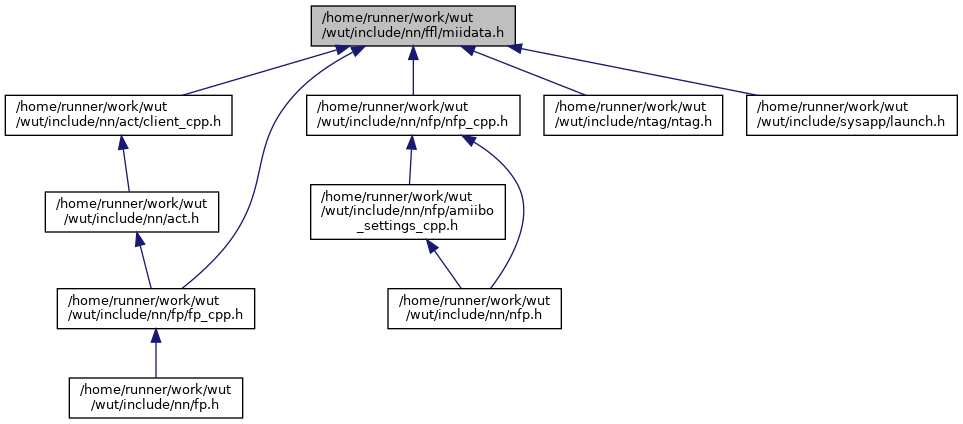 /home/runner/work/wut
/wut/include/nn/ffl/miidata.h
/home/runner/work/wut
/wut/include/nn/act/client_cpp.h
/home/runner/work/wut
/wut/include/nn/nfp/nfp_cpp.h
/home/runner/work/wut
/wut/include/ntag/ntag.h
/home/runner/work/wut
/wut/include/sysapp/launch.h
/home/runner/work/wut
/wut/include/nn/act.h
/home/runner/work/wut
/wut/include/nn/nfp/amiibo
_settings_cpp.h
/home/runner/work/wut
/wut/include/nn/fp/fp_cpp.h
/home/runner/work/wut
/wut/include/nn/nfp.h
/home/runner/work/wut
/wut/include/nn/fp.h